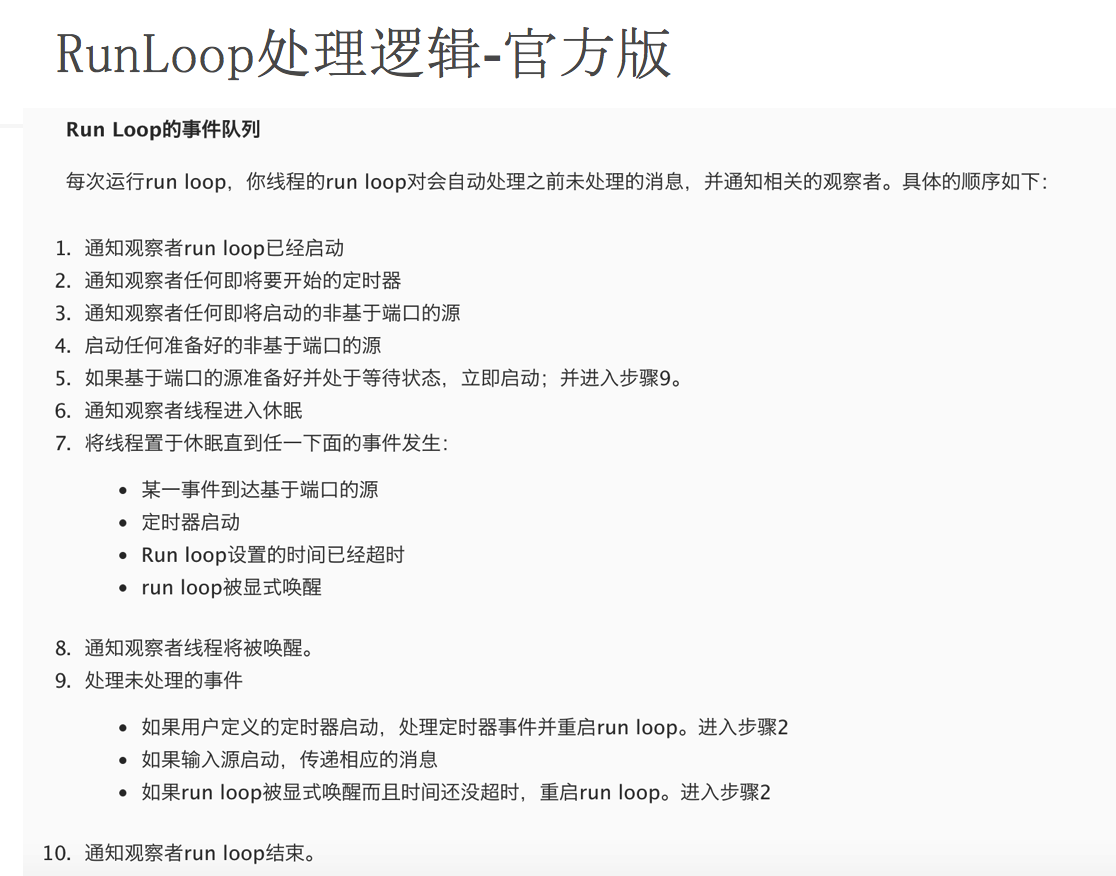 RunLoop处理逻辑-官方版
Run Loop的事件队列
每次运行run loop，你线程的run loop对会自动处理之前未处理的消息，并通知相关的观察者。具体的顺序如下：
1. 通知观察者run loop已经启动
2. 通知观察者任何即将要开始的定时器
3. 通知观察者任何即将启动的非基于端口的源
4. 启动任何准备好的非基于端口的源
5. 如果基于端口的源准备好并处于等待状态，立即启动；并进入步骤9。
6. 通知观察者线程进入休眠
7. 将线程置于休眠直到任一下面的事件发生：
• 某一事件到达基于端口的源
• 定时器启动
• Run loop设置的时间已经超时
• run loop被显式唤醒
8. 通知观察者线程将被唤醒。
9. 处理未处理的事件
• 如果用户定义的定时器启动，处理定时器事件并重启run loop。进入步骤2
• 如果输入源启动，传递相应的消息
• 如果run loop被显式唤醒而且时间还没超时，重启run loop。进入步骤2
10. 通知观察者run loop结束。